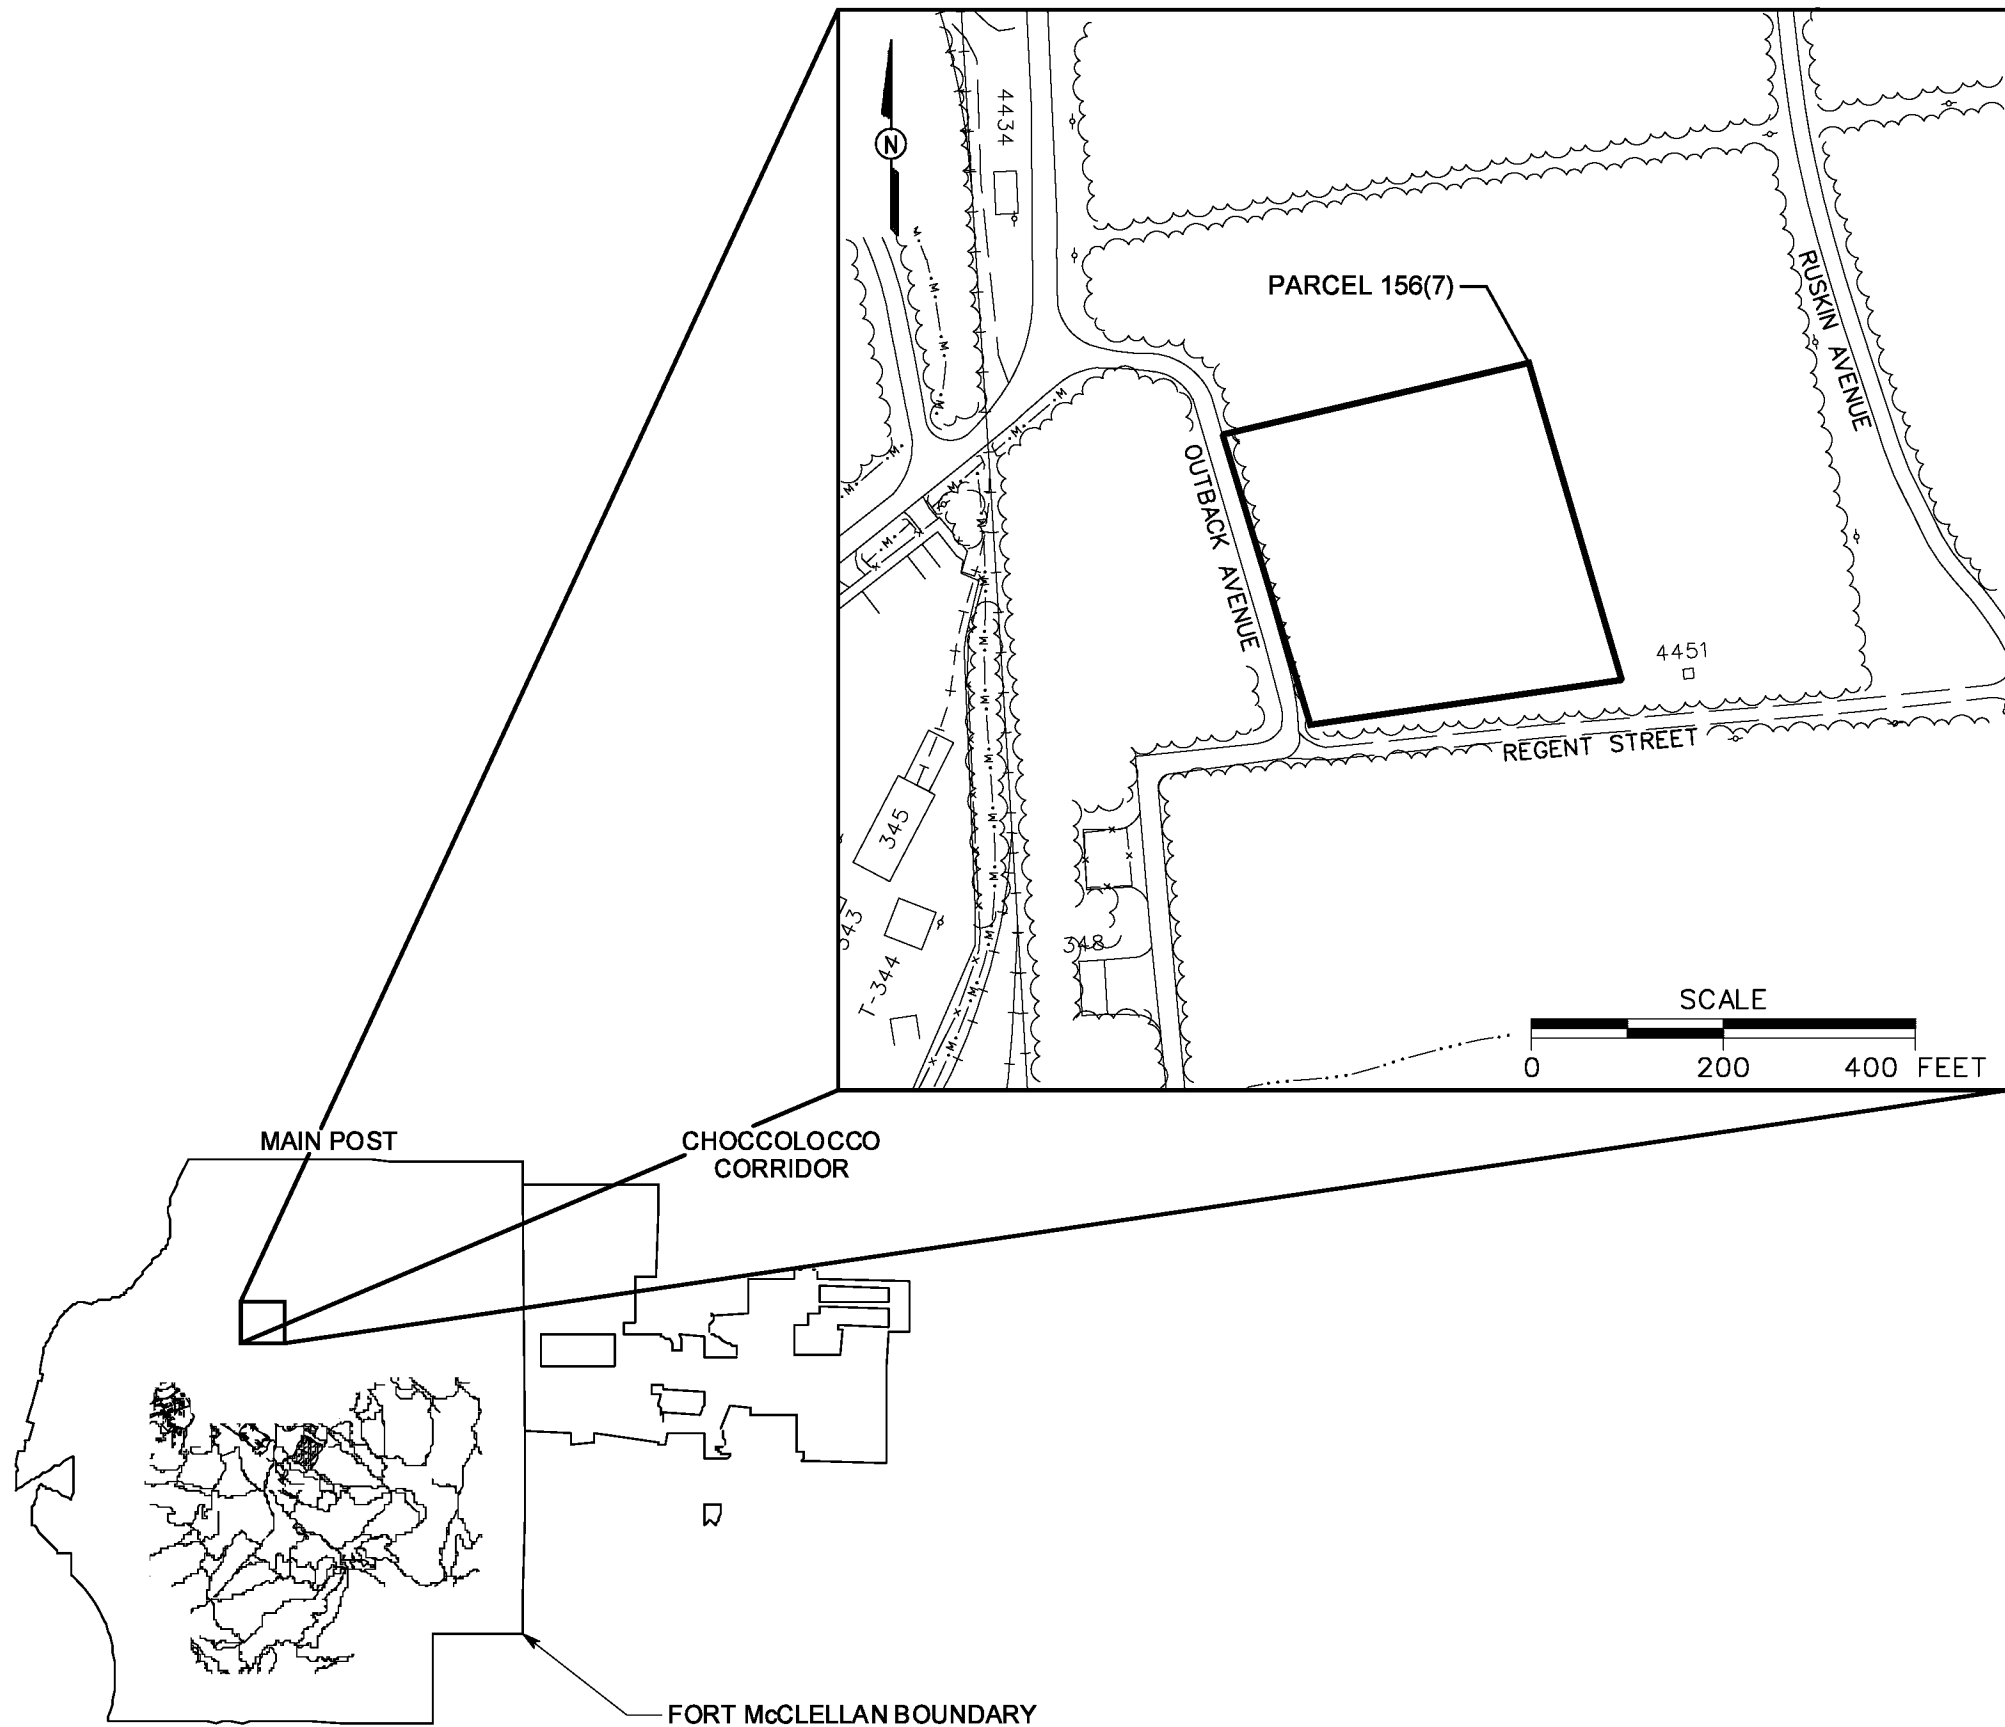 4434
N
PARCEL 156(7)
RUSKIN AVENUE
OUTBACK AVENUE
4451
REGENT STREET
345
T-344
348
SCALE
0 200 400 FEET
MAIN POST
CHOCCOLOCCO
CORRIDOR
FORT McCLELLAN BOUNDARY